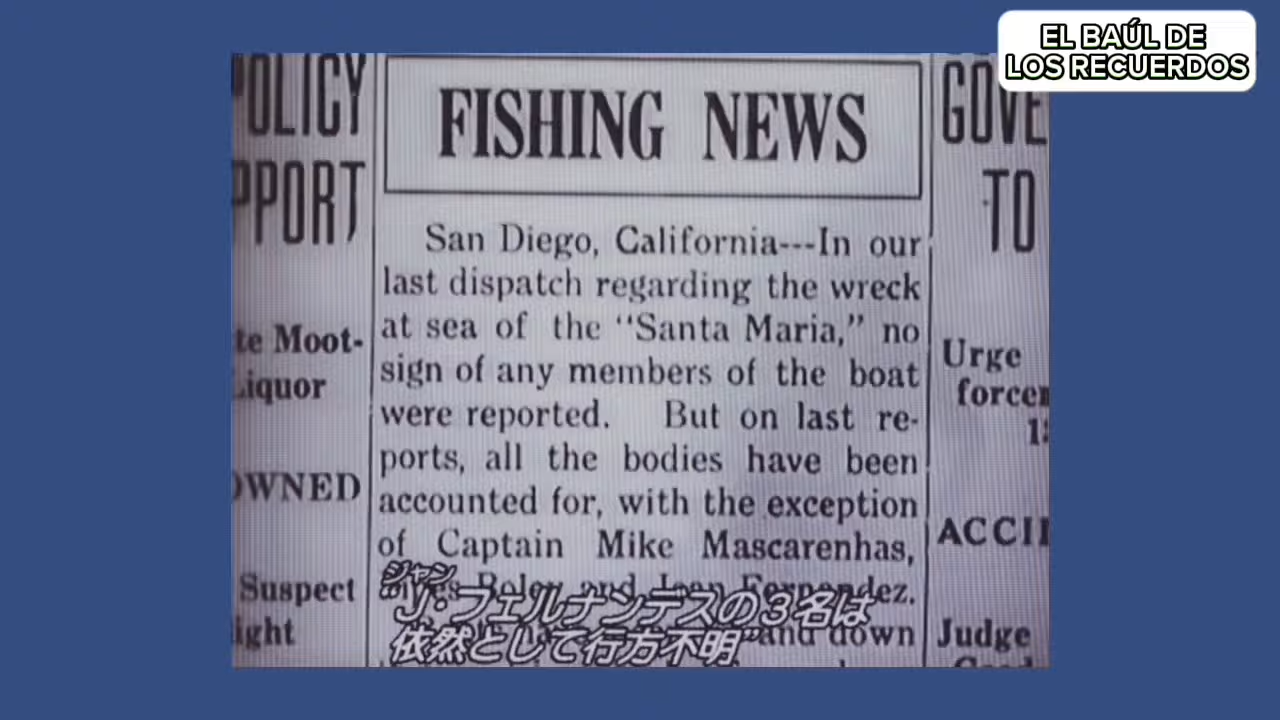 EL BAÚL DE
LOS RECUERDOS
POLICY
PPORT
te Moot-
Liquor
OWNED
Suspect
ight
FISHING NEWS
San Diego, California---In our
last dispatch regarding the wreck
at sea of the "Santa Maria," no
sign of any members of the boat
were reported. But on last re-
ports, all the bodies have been
accounted for, with the exception
of Captain Mike Mascarenhas,
and Fernandez.
and down
ジャン
“J・フェルナンデスの3名は
依然として行方不明”
GOVE
TO
Urge
forcem
ACCI
Judge